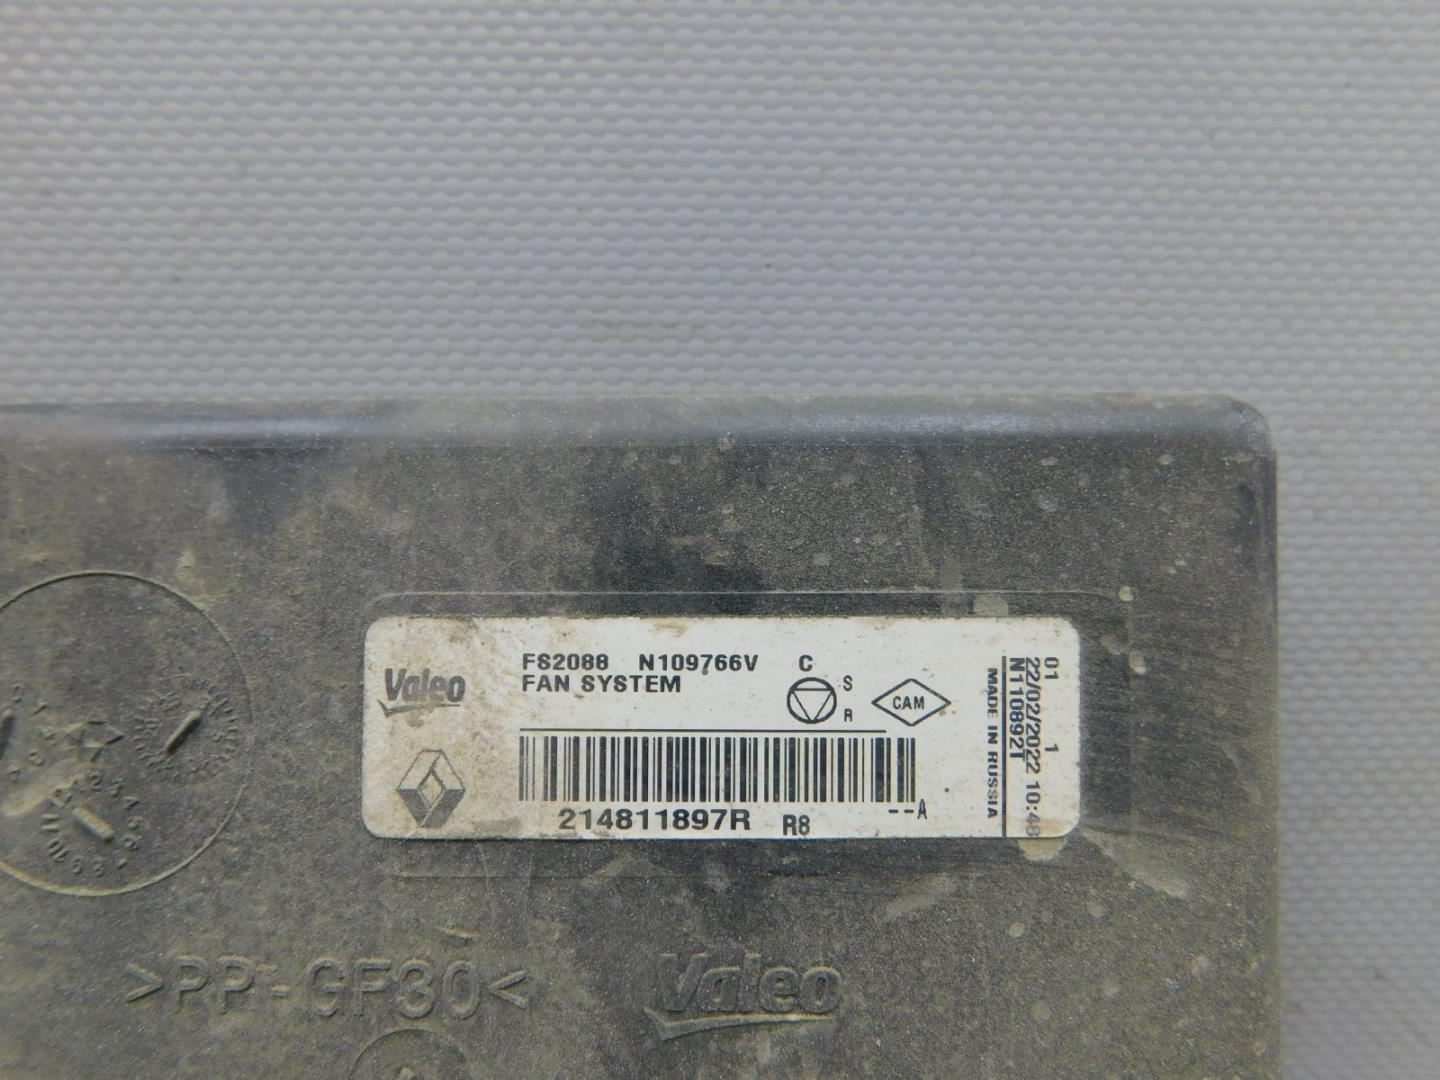 Valeo
FS2088 N109766V C
FAN SYSTEM
S
R
CAM
214811897R R8 --A
MADE IN RUSSIA
N110892T
22/02/2022 10:48
01 1
>PP-GF30<
Valeo